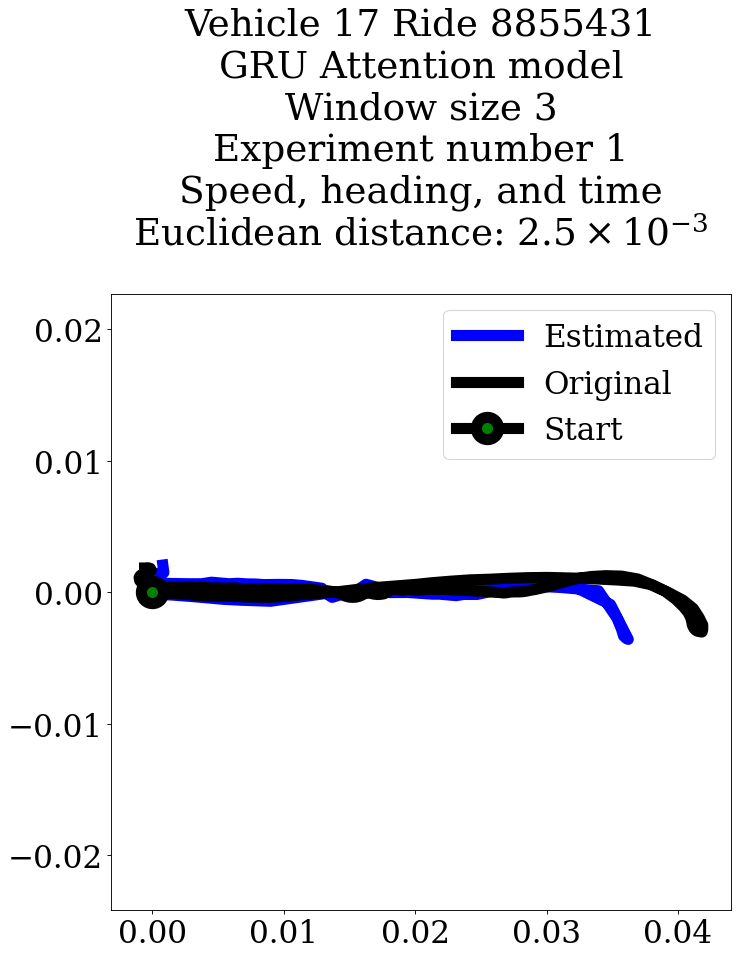 Vehicle 17 Ride 8855431
GRU Attention model
Window size 3
Experiment number 1
Speed, heading, and time
Euclidean distance: 2.5 × 10⁻³
Estimated
Original
Start
0.02
0.01
0.00
−0.01
−0.02
0.00 0.01 0.02 0.03 0.04